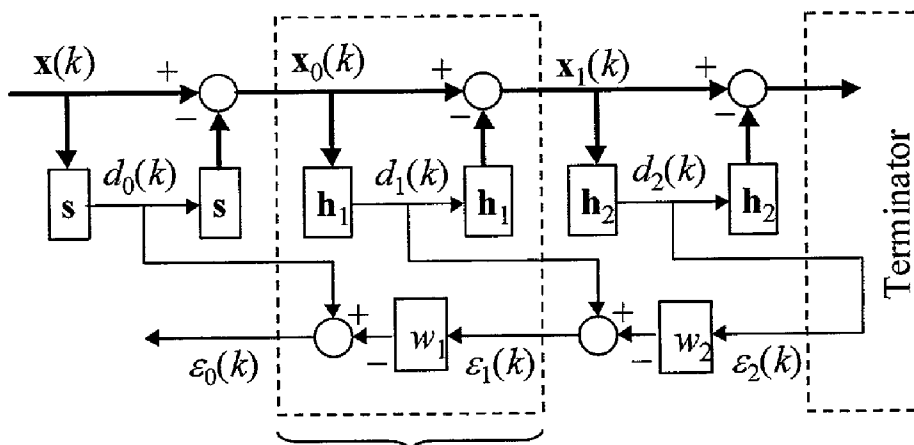 x(k) + − x₀(k) + − x₁(k) + −
s d₀(k) s h₁ d₁(k) h₁ h₂ d₂(k) h₂
Terminator
+ − w₁ + − w₂
ε₀(k) ε₁(k) ε₂(k)